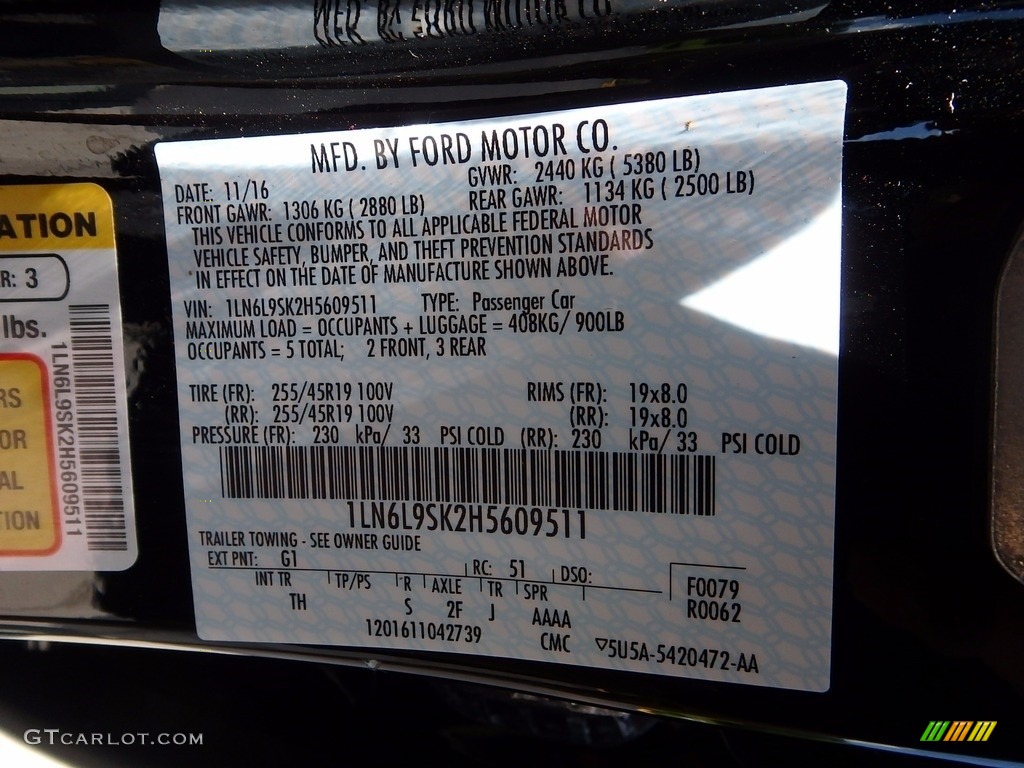 MFD. BY FORD MOTOR CO.
DATE: 11/16 GVWR: 2440 KG ( 5380 LB)
FRONT GAWR: 1306 KG ( 2880 LB) REAR GAWR: 1134 KG ( 2500 LB)
THIS VEHICLE CONFORMS TO ALL APPLICABLE FEDERAL MOTOR
VEHICLE SAFETY, BUMPER, AND THEFT PREVENTION STANDARDS
IN EFFECT ON THE DATE OF MANUFACTURE SHOWN ABOVE.
VIN: 1LN6L9SK2H5609511 TYPE: Passenger Car
MAXIMUM LOAD = OCCUPANTS + LUGGAGE = 408KG/ 900LB
OCCUPANTS = 5 TOTAL; 2 FRONT, 3 REAR
TIRE (FR): 255/45R19 100V RIMS (FR): 19x8.0
(RR): 255/45R19 100V (RR): 19x8.0
PRESSURE (FR): 230 kPa/ 33 PSI COLD (RR): 230 kPa/ 33 PSI COLD
1LN6L9SK2H5609511
TRAILER TOWING - SEE OWNER GUIDE
EXT PNT: G1 RC: 51 DSO:
INT TR TP/PS R AXLE TR SPR F0079
TH S 2F J AAAA R0062
1201611042739 CMC ▽5U5A-5420472-AA
ATION
R: 3
lbs.
1LN6L9SK2H5609511
RS
OR
AL
TION
GTCARLOT.COM